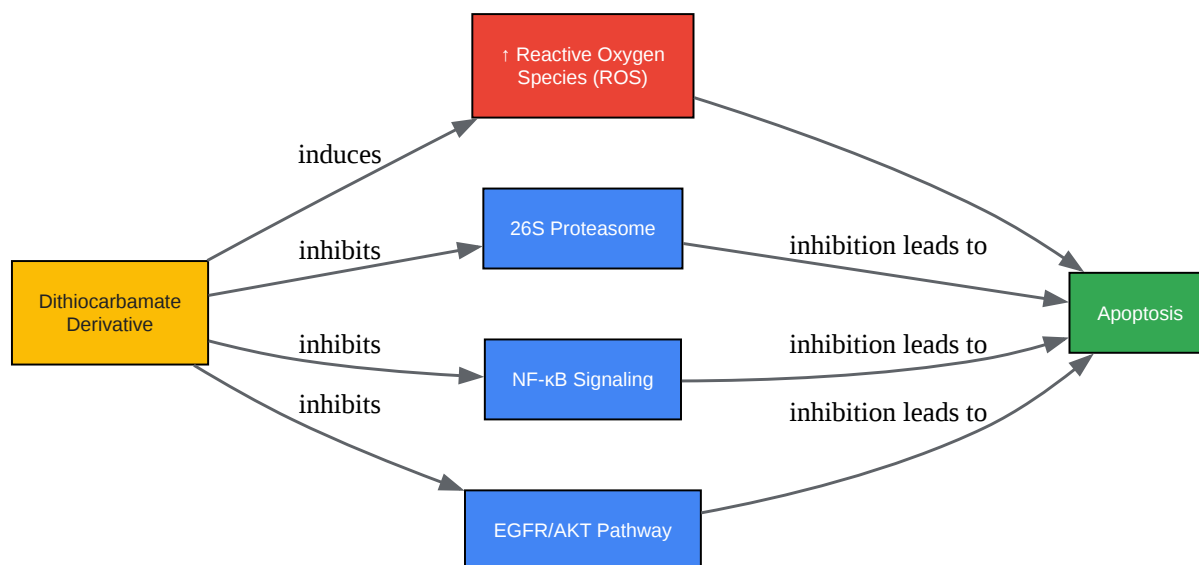 ↑ Reactive Oxygen
Species (ROS)
induces
26S Proteasome
inhibits
inhibition leads to
Dithiocarbamate
Derivative
Apoptosis
inhibits
NF-κB Signaling
inhibition leads to
inhibits
inhibition leads to
EGFR/AKT Pathway